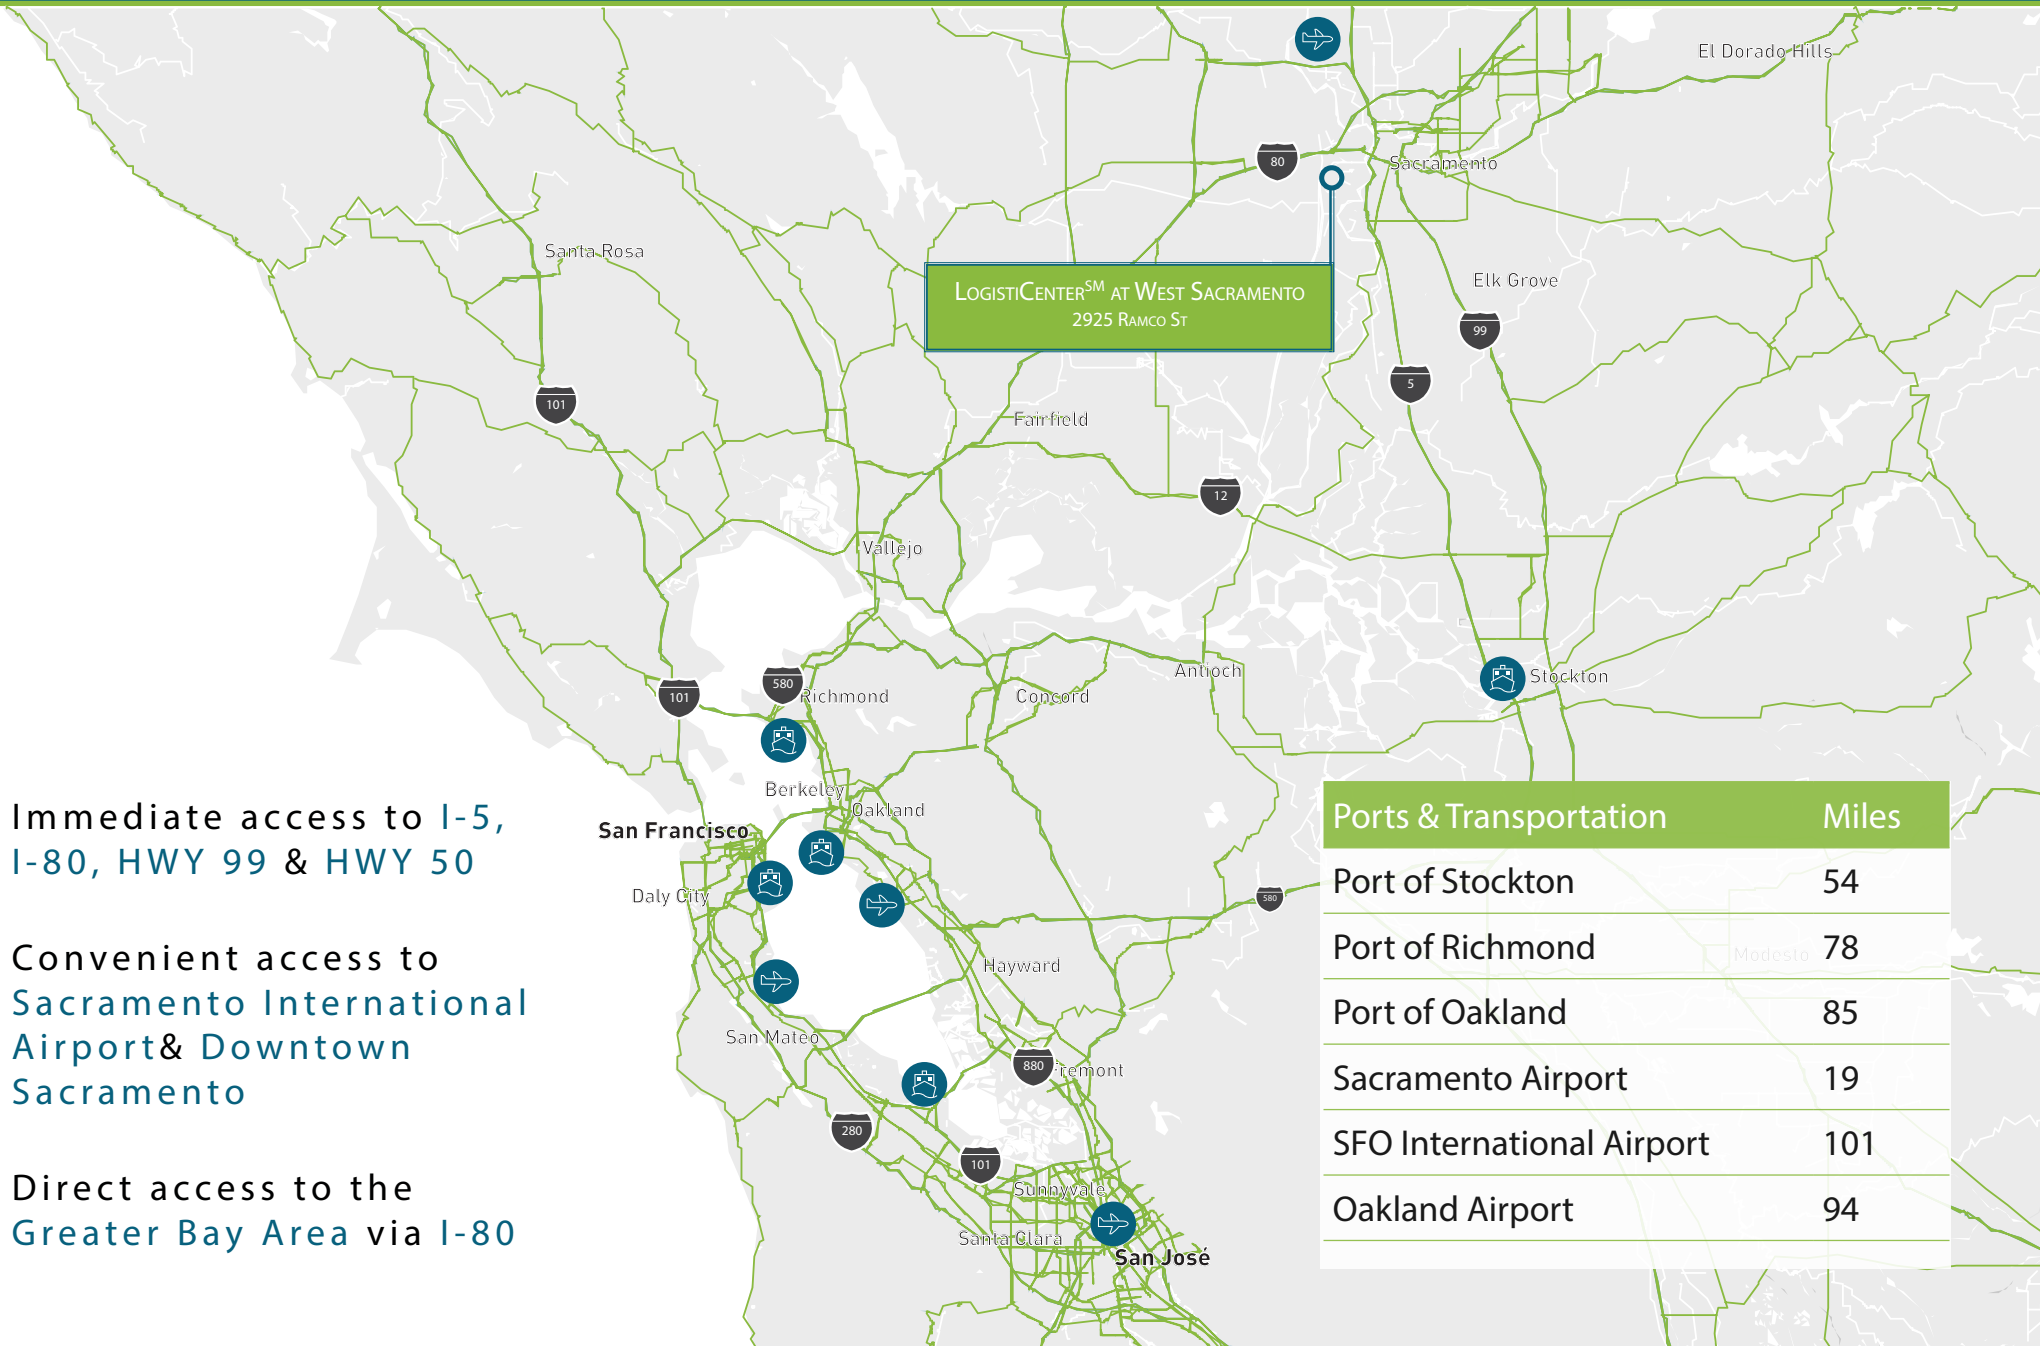 El Dorado Hills
80
Sacramento
Santa Rosa
LogistiCenterSM at West Sacramento
2925 Ramco St
Elk Grove
99
5
101
Fairfield
12
Vallejo
Antioch
Stockton
580
Richmond
Concord
101
Berkeley
Oakland
San Francisco
Daly City
580
Hayward
San Mateo
880
Fremont
280
101
Sunnyvale
Santa Clara
San José
Modesto
Immediate access to I-5,
I-80, HWY 99 & HWY 50
Convenient access to
Sacramento International
Airport& Downtown
Sacramento
Direct access to the
Greater Bay Area via I-80
Ports & Transportation Miles
Port of Stockton 54
Port of Richmond 78
Port of Oakland 85
Sacramento Airport 19
SFO International Airport 101
Oakland Airport 94